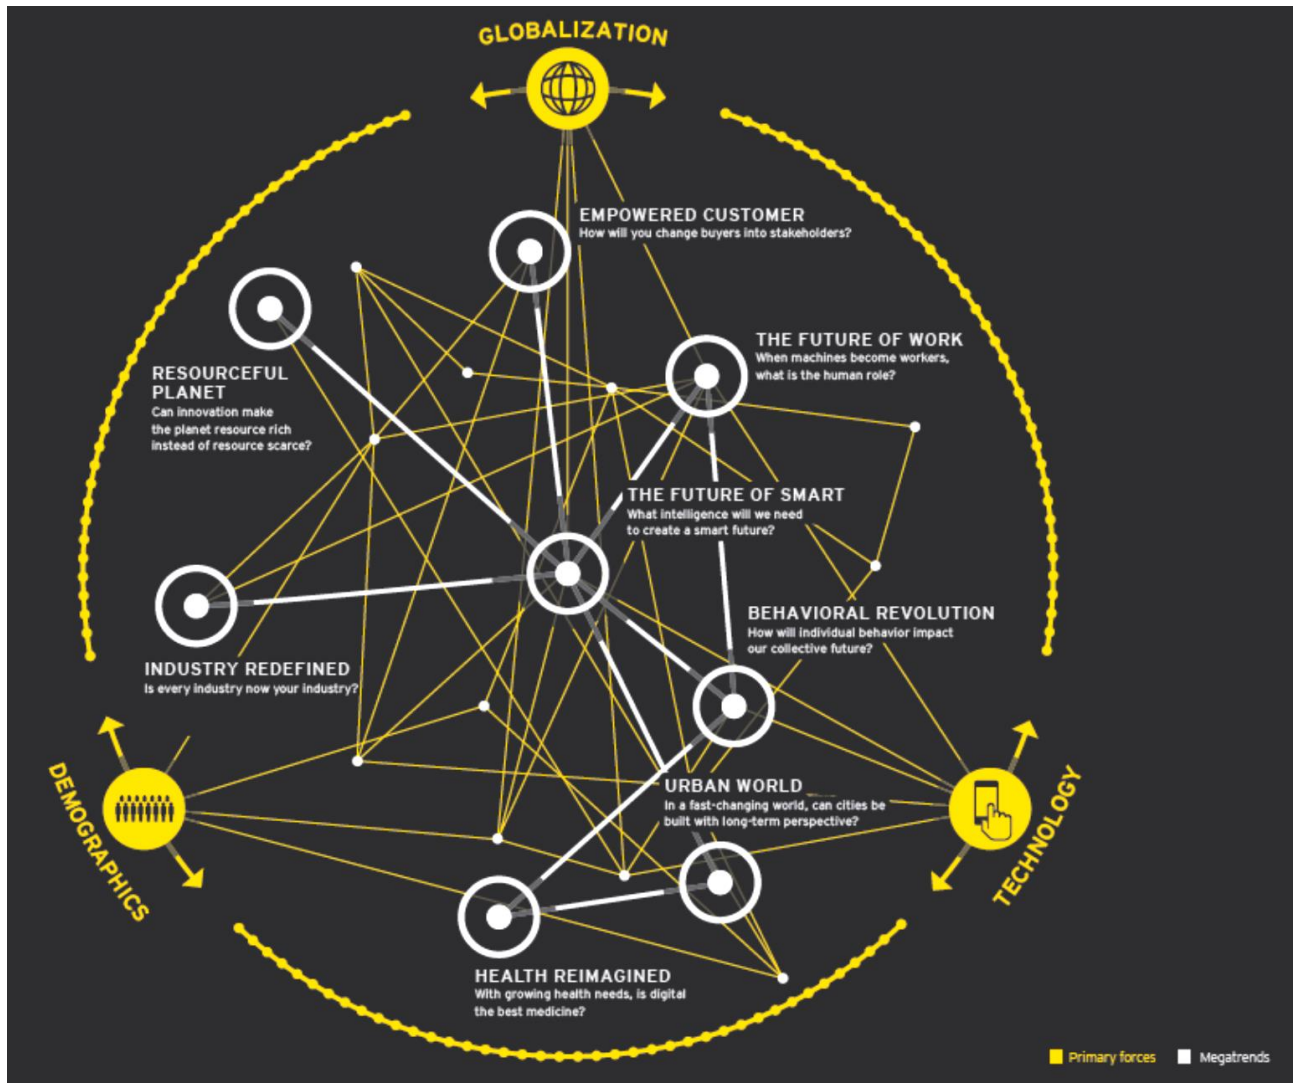 GLOBALIZATION
EMPOWERED CUSTOMER
How will you change buyers into stakeholders?
THE FUTURE OF WORK
When machines become workers,
what is the human role?
RESOURCEFUL
PLANET
Can innovation make
the planet resource rich
instead of resource scarce?
THE FUTURE OF SMART
What intelligence will we need
to create a smart future?
BEHAVIORAL REVOLUTION
How will individual behavior impact
our collective future?
INDUSTRY REDEFINED
Is every industry now your industry?
DEMOGRAPHICS
URBAN WORLD
In a fast-changing world, can cities be
built with long-term perspective?
TECHNOLOGY
HEALTH REIMAGINED
With growing health needs, is digital
the best medicine?
Primary forces
Megatrends